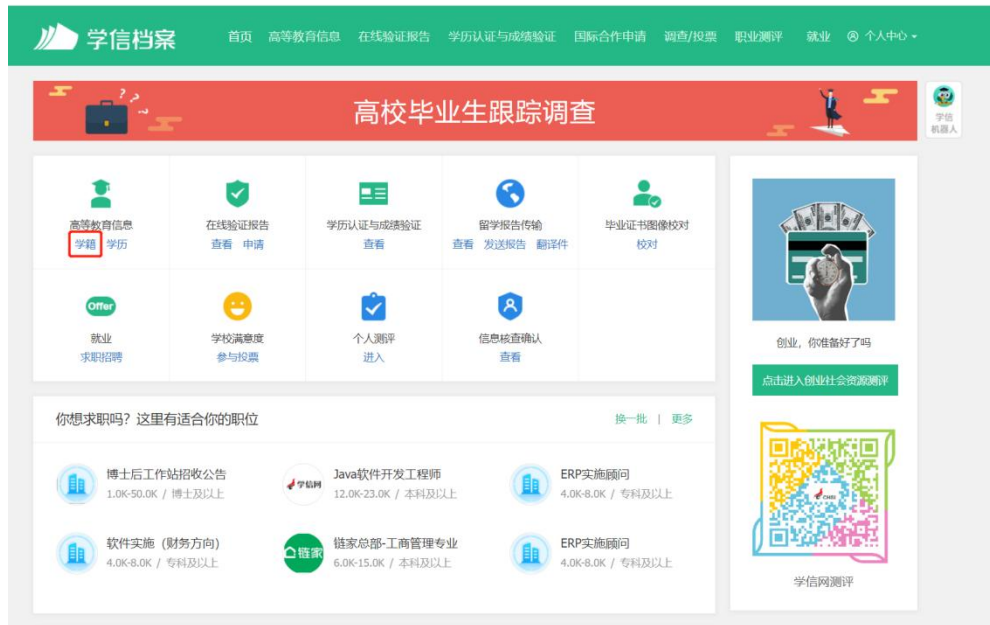 学信档案
首页 高等教育信息 在线验证报告 学历认证与成绩验证 国际合作申请 调查/投票 职业测评 就业 个人中心
高校毕业生跟踪调查
学信
机器人
高等教育信息
学籍 学历
在线验证报告
查看 申请
学历认证与成绩验证
查看
留学报告传输
查看 发送报告 翻译件
毕业证书图像校对
校对
Offer
就业
求职招聘
学校满意度
参与投票
个人测评
进入
信息核查确认
查看
创业，你准备好了吗
点击进入创业社会资源测评
你想求职吗？这里有适合你的职位
换一批 | 更多
博士后工作站招收公告
1.0K-50.0K / 博士及以上
学信网
Java软件开发工程师
12.0K-23.0K / 本科及以上
ERP实施顾问
4.0K-8.0K / 专科及以上
软件实施（财务方向）
4.0K-8.0K / 专科及以上
链家
链家总部-工商管理专业
6.0K-15.0K / 本科及以上
ERP实施顾问
4.0K-8.0K / 专科及以上
CHSI
学信网测评